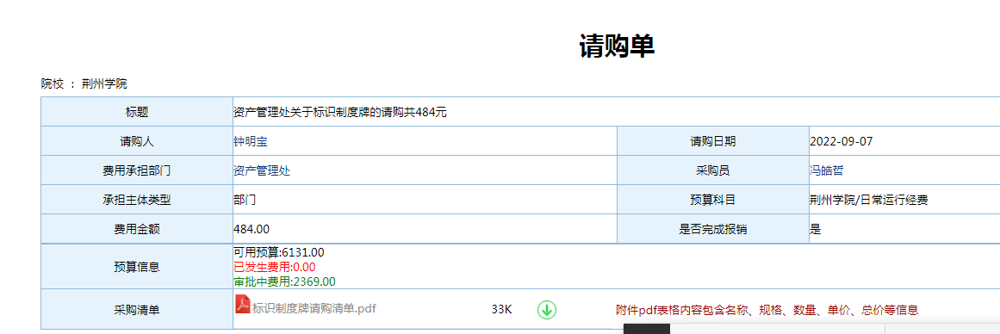 请购单
院校 ： 荆州学院
标题 资产管理处关于标识制度牌的请购共484元
请购人 钟明宝 请购日期 2022-09-07
费用承担部门 资产管理处 采购员 冯皓哲
承担主体类型 部门 预算科目 荆州学院/日常运行经费
费用金额 484.00 是否完成报销 是
可用预算:6131.00
预算信息 已发生费用:0.00
审批中费用:2369.00
采购清单 标识制度牌请购清单.pdf 33K 附件pdf表格内容包含名称、规格、数量、单价、总价等信息